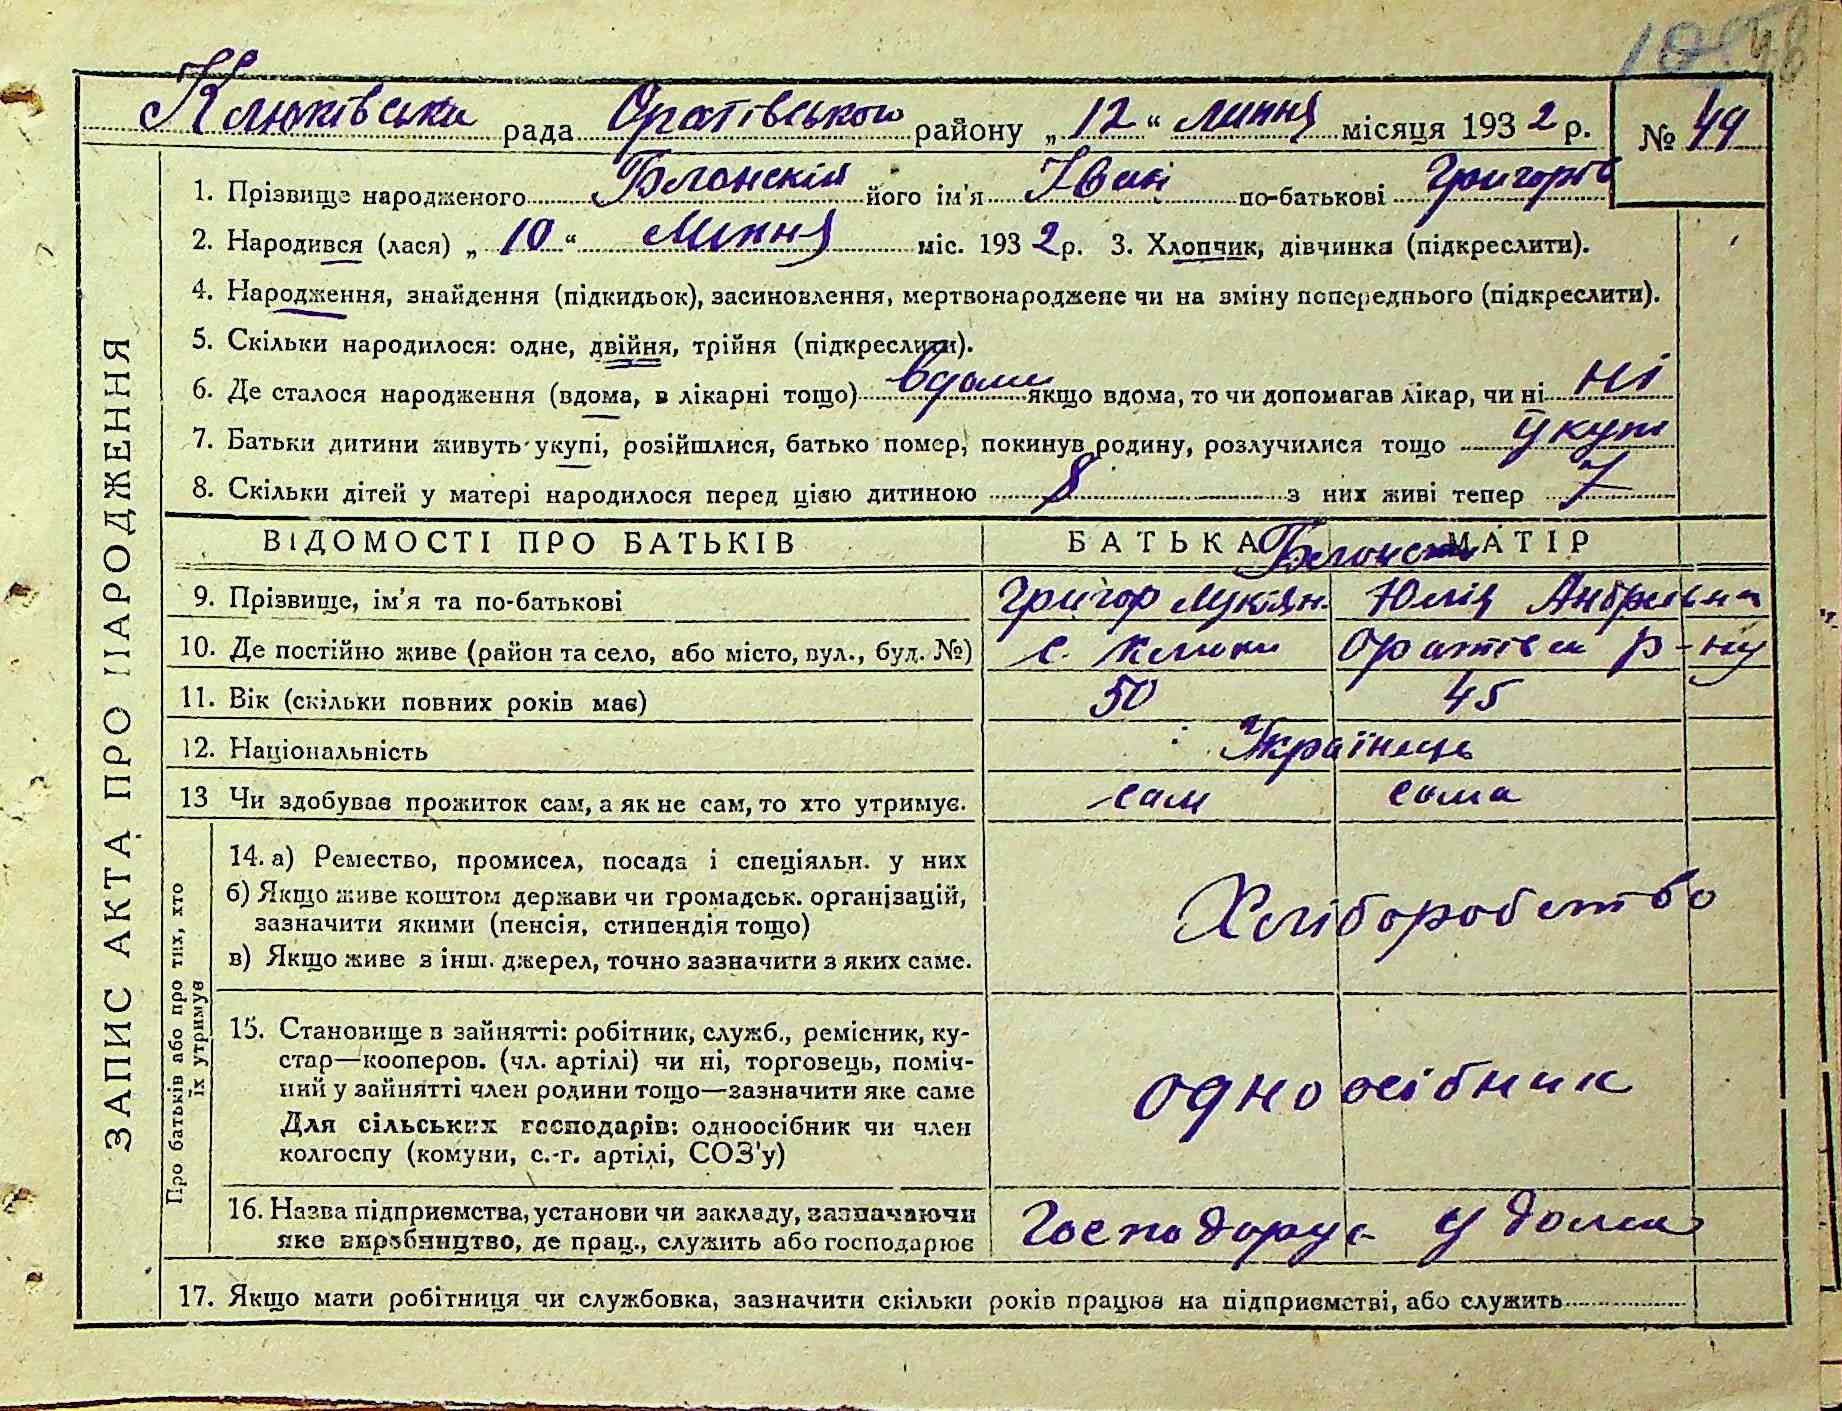 Клюківська рада Оратівського району „12“ липня місяця 1932 р. № 44
1. Прізвище народженого Білонский його ім'я Іван по-батькові Григоров
2. Народився (лася) „10“ липня міс. 1932 р. 3. Хлопчик, дівчинка (підкреслити).
4. Народження, знайдення (підкидьок), засиновлення, мертвонароджене чи на зміну попереднього (підкреслити).
5. Скільки народилося: одне, двійня, трійня (підкреслити).
6. Де сталося народження (вдома, в лікарні тощо) вдома якщо вдома, то чи допомагав лікар, чи ні ні
7. Батьки дитини живуть укупі, розійшлися, батько помер, покинув родину, розлучилися тощо укупі
8. Скільки дітей у матері народилося перед цією дитиною 8 з них живі тепер 7
ЗАПИС АКТА ПРО НАРОДЖЕННЯ
ВІДОМОСТІ ПРО БАТЬКІВ БАТЬКА МАТІР
9. Прізвище, ім'я та по-батькові Григор Лукян. Юлія Андріевна
10. Де постійно живе (район та село, або місто, вул., буд. №) с. Клюки Оратівск р-ну
11. Вік (скільки повних років має) 50 45
12. Національність Українець
13 Чи здобуває прожиток сам, а як не сам, то хто утримує. сам сама
Про батьків або про тих, хто їх утримує
14. а) Ремество, промисел, посада і спеціяльн. у них
б) Якщо живе коштом держави чи громадськ. організацій,
зазначити якими (пенсія, стипендія тощо)
в) Якщо живе з інш. джерел, точно зазначити з яких саме.
Хліборобство
15. Становище в зайнятті: робітник, служб., ремісник, ку-
стар—кооперов. (чл. артілі) чи ні, торговець, поміч-
ний у зайнятті член родини тощо—зазначити яке саме
Для сільських господарів: одноосібник чи член
колгоспу (комуни, с.-г. артілі, СОЗ'у)
одноосібник
16. Назва підприємства, установи чи закладу, зазначаючи
яке виробництво, де прац., служить або господарює
Господарує у дома
17. Якщо мати робітниця чи службовка, зазначити скільки років працює на підприємстві, або служить